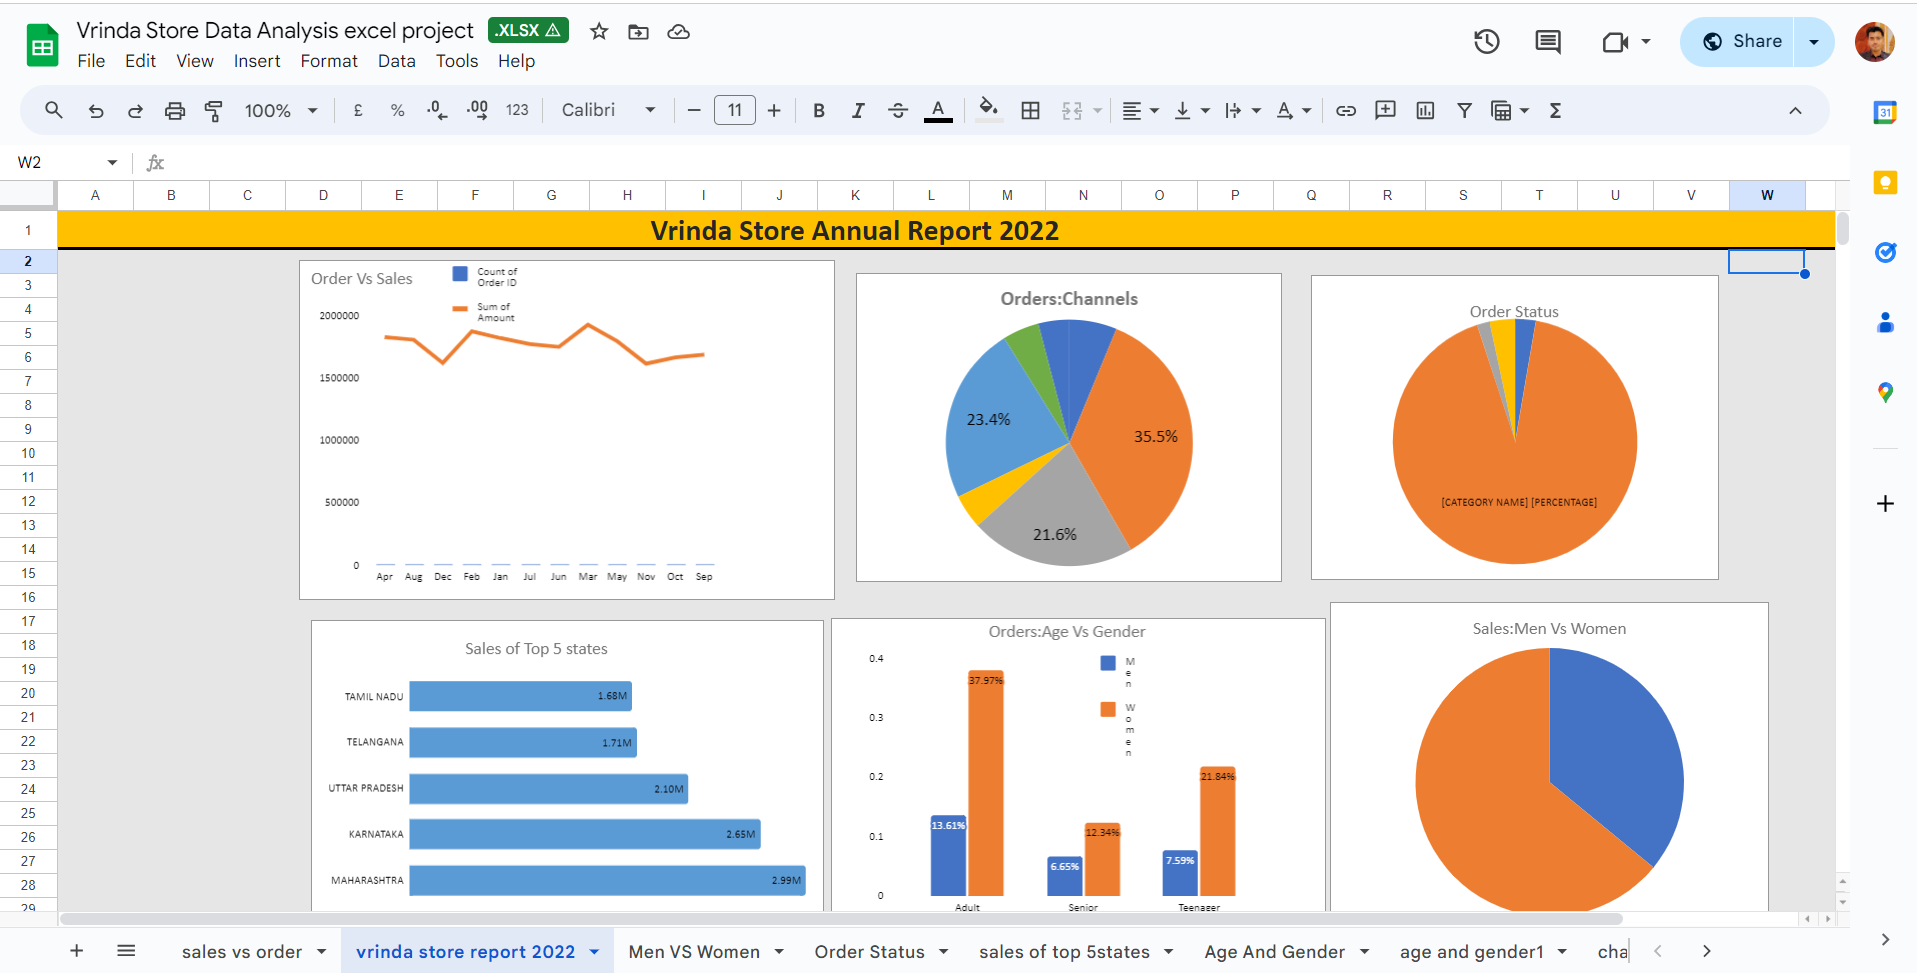 Vrinda Store Data Analysis excel project .XLSX
File Edit View Insert Format Data Tools Help
Share
100% £ % .0 .00 123 Calibri 11 B I A
31
W2 fx
A B C D E F G H I J K L M N O P Q R S T U V W
1 Vrinda Store Annual Report 2022
2
3
4
5
6
7
8
9
10
11
12
13
14
15
16
17
18
19
20
21
22
23
24
25
26
27
28
29
Order Vs Sales
Count of
Order ID
Sum of
Amount
2000000
1500000
1000000
500000
0
Apr Aug Dec Feb Jan Jul Jun Mar May Nov Oct Sep
Orders:Channels
23.4%
35.5%
21.6%
Order Status
[CATEGORY NAME] [PERCENTAGE]
Sales of Top 5 states
TAMIL NADU 1.68M
TELANGANA 1.71M
UTTAR PRADESH 2.10M
KARNATAKA 2.65M
MAHARASHTRA 2.99M
Orders:Age Vs Gender
Men
Women
0.4
0.3
0.2
0.1
0
37.97%
21.84%
13.61%
12.34%
6.65%
7.59%
Adult Senior Teenager
Sales:Men Vs Women
sales vs order vrinda store report 2022 Men VS Women Order Status sales of top 5states Age And Gender age and gender1 cha